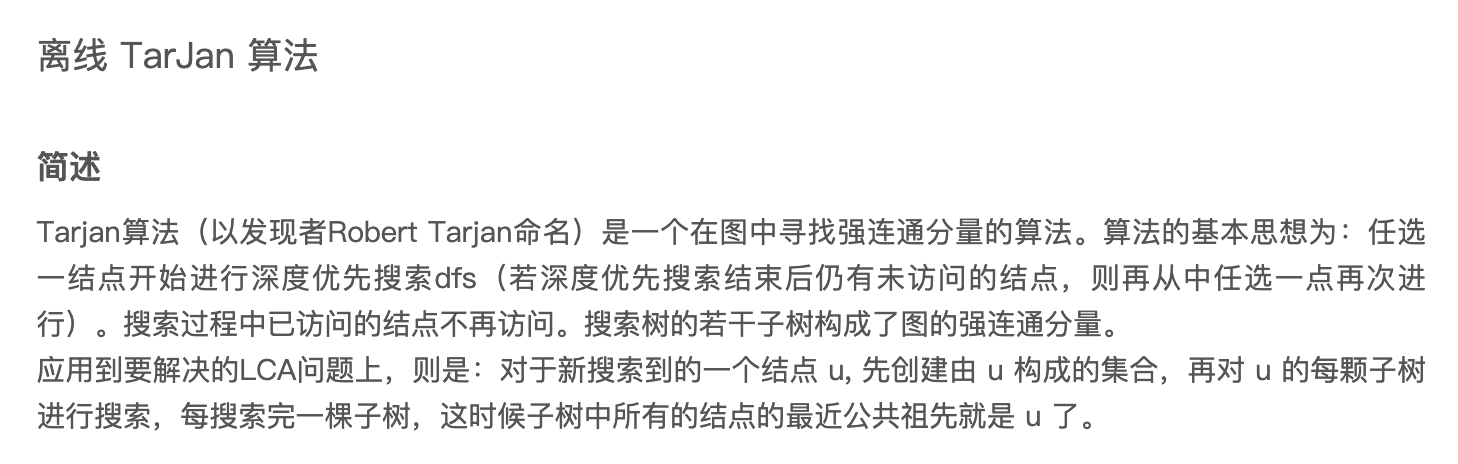 离线 TarJan 算法
简述
Tarjan算法（以发现者Robert Tarjan命名）是一个在图中寻找强连通分量的算法。算法的基本思想为：任选
一结点开始进行深度优先搜索dfs（若深度优先搜索结束后仍有未访问的结点，则再从中任选一点再次进
行）。搜索过程中已访问的结点不再访问。搜索树的若干子树构成了图的强连通分量。
应用到要解决的LCA问题上，则是：对于新搜索到的一个结点 u, 先创建由 u 构成的集合，再对 u 的每颗子树
进行搜索，每搜索完一棵子树，这时候子树中所有的结点的最近公共祖先就是 u 了。